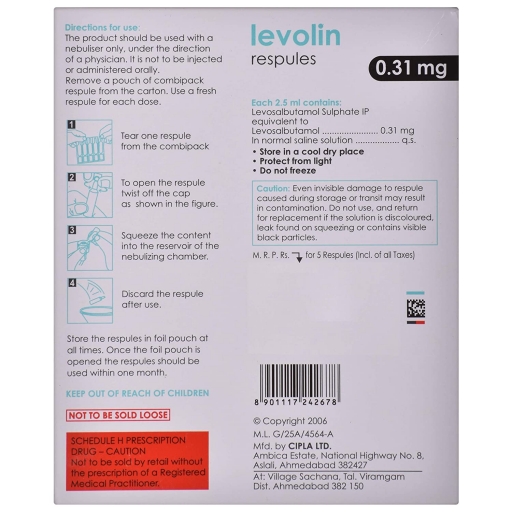 Directions for use:
The product should be used with a
nebuliser only, under the direction
of a physician. It is not to be injected
or administered orally.
Remove a pouch of combipack
respule from the carton. Use a fresh
respule for each dose.
1
Tear one respule
from the combipack
2
To open the respule
twist off the cap
as shown in the figure.
3
Squeeze the content
into the reservoir of the
nebulizing chamber.
4
Discard the respule
after use.
Store the respules in foil pouch at
all times. Once the foil pouch is
opened the respules should be
used within one month.
KEEP OUT OF REACH OF CHILDREN
NOT TO BE SOLD LOOSE
SCHEDULE H PRESCRIPTION
DRUG – CAUTION
Not to be sold by retail without
the prescription of a Registered
Medical Practitioner.
levolin
respules
0.31 mg
Each 2.5 ml contains:
Levosalbutamol Sulphate IP
equivalent to
Levosalbutamol ...................... 0.31 mg
In normal saline solution ................. q.s.
• Store in a cool dry place
• Protect from light
• Do not freeze
Caution: Even invisible damage to respule
caused during storage or transit may result
in contamination. Do not use, and return
for replacement if the solution is discoloured,
leak found on squeezing or contains visible
black particles.
M. R. P. Rs. for 5 Respules (Incl. of all Taxes)
8 901117 242678
© Copyright 2006
M.L. G/25A/4564-A
Mfd. by CIPLA LTD.
Ambica Estate, National Highway No. 8,
Aslali, Ahmedabad 382427
At: Village Sachana, Tal. Viramgam
Dist. Ahmedabad 382 150